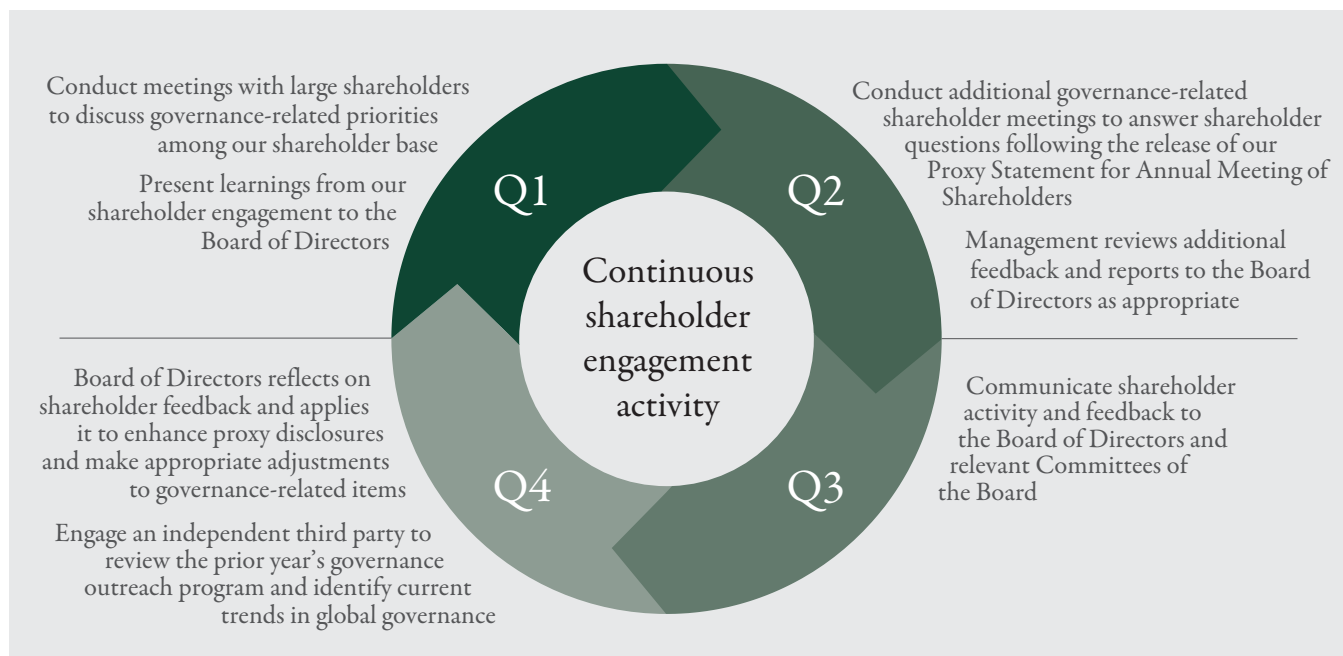 Conduct meetings with large shareholders
to discuss governance-related priorities
among our shareholder base
Present learnings from our
shareholder engagement to the
Board of Directors
Q1
Q2
Conduct additional governance-related
shareholder meetings to answer shareholder
questions following the release of our
Proxy Statement for Annual Meeting of
Shareholders
Management reviews additional
feedback and reports to the Board
of Directors as appropriate
Continuous
shareholder
engagement
activity
Board of Directors reflects on
shareholder feedback and applies
it to enhance proxy disclosures
and make appropriate adjustments
to governance-related items
Engage an independent third party to
review the prior year’s governance
outreach program and identify current
trends in global governance
Q4
Q3
Communicate shareholder
activity and feedback to
the Board of Directors and
relevant Committees of
the Board